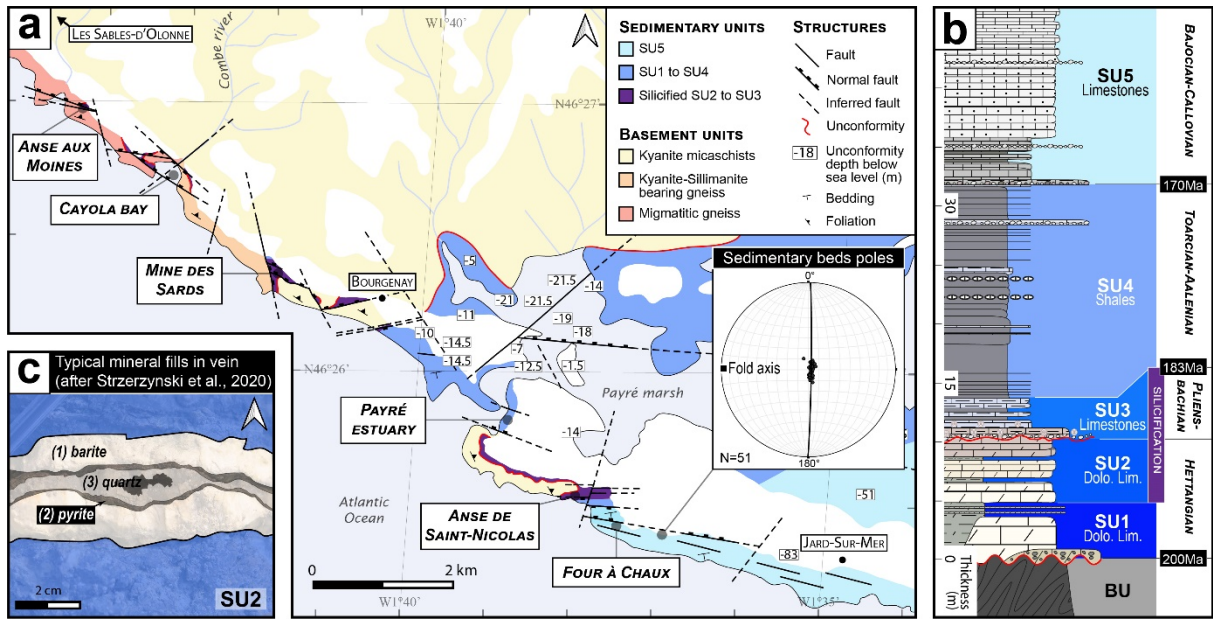 a
LES SABLES-D'OLONNE
Combe river
W1°40'
N46°27'
ANSE AUX
MOINES
CAYOLA BAY
MINE DES
SARDS
BOURGENAY
N46°26'
PAYRÉ
ESTUARY
Payré marsh
Atlantic
Ocean
ANSE DE
SAINT-NICOLAS
FOUR À CHAUX
JARD-SUR-MER
0
2 km
W1°40'
W1°35'
-5
-21
-21.5
-21.5
-14
-11
-19
-18
-10
-14.5
-14.5
-7
-12.5
-1.5
-14
-51
-83
SEDIMENTARY UNITS
SU5
SU1 to SU4
Silicified SU2 to SU3
BASEMENT UNITS
Kyanite micaschists
Kyanite-Sillimanite
bearing gneiss
Migmatitic gneiss
STRUCTURES
Fault
Normal fault
Inferred fault
Unconformity
-18
Unconformity
depth below
sea level (m)
Bedding
Foliation
Sedimentary beds poles
0°
Fold axis
180°
N=51
b
SU5
Limestones
BAJOCIAN-CALLOVIAN
170Ma
30
SU4
Shales
TOARCIAN-AALENIAN
183Ma
15
SU3
Limestones
PLIENS-
BACHIAN
SILICIFICATION
SU2
Dolo. Lim.
HETTANGIAN
SU1
Dolo. Lim.
200Ma
0
Thickness
(m)
BU
c
Typical mineral fills in vein
(after Strzerzynski et al., 2020)
(1) barite
(3) quartz
(2) pyrite
2 cm
SU2